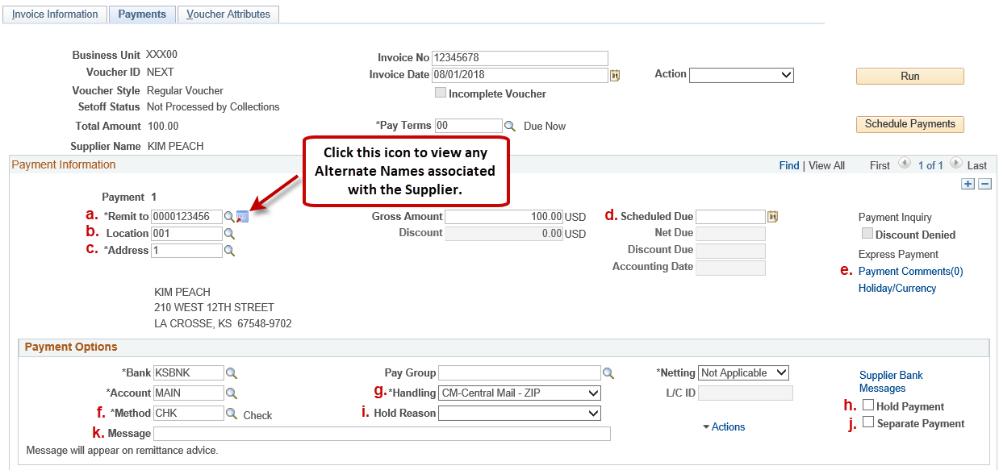 Invoice Information Payments Voucher Attributes
Business Unit XXX00 Invoice No 12345678
Voucher ID NEXT Invoice Date 08/01/2018 31 Action Run
Voucher Style Regular Voucher Incomplete Voucher
Setoff Status Not Processed by Collections
Total Amount 100.00 *Pay Terms 00 Due Now Schedule Payments
Supplier Name KIM PEACH
Click this icon to view any
Alternate Names associated
with the Supplier.
Payment Information Find | View All First 1 of 1 Last
Payment 1
a. *Remit to 0000123456 Gross Amount 100.00 USD d. Scheduled Due 31 Payment Inquiry
b. Location 001 Discount 0.00 USD Net Due Discount Denied
c. *Address 1 Discount Due Express Payment
Accounting Date e. Payment Comments(0)
Holiday/Currency
KIM PEACH
210 WEST 12TH STREET
LA CROSSE, KS 67548-9702
Payment Options
*Bank KSBNK Pay Group *Netting Not Applicable Supplier Bank
Messages
*Account MAIN g. *Handling CM-Central Mail - ZIP L/C ID h. Hold Payment
f. *Method CHK Check i. Hold Reason j. Separate Payment
k. Message Actions
Message will appear on remittance advice.